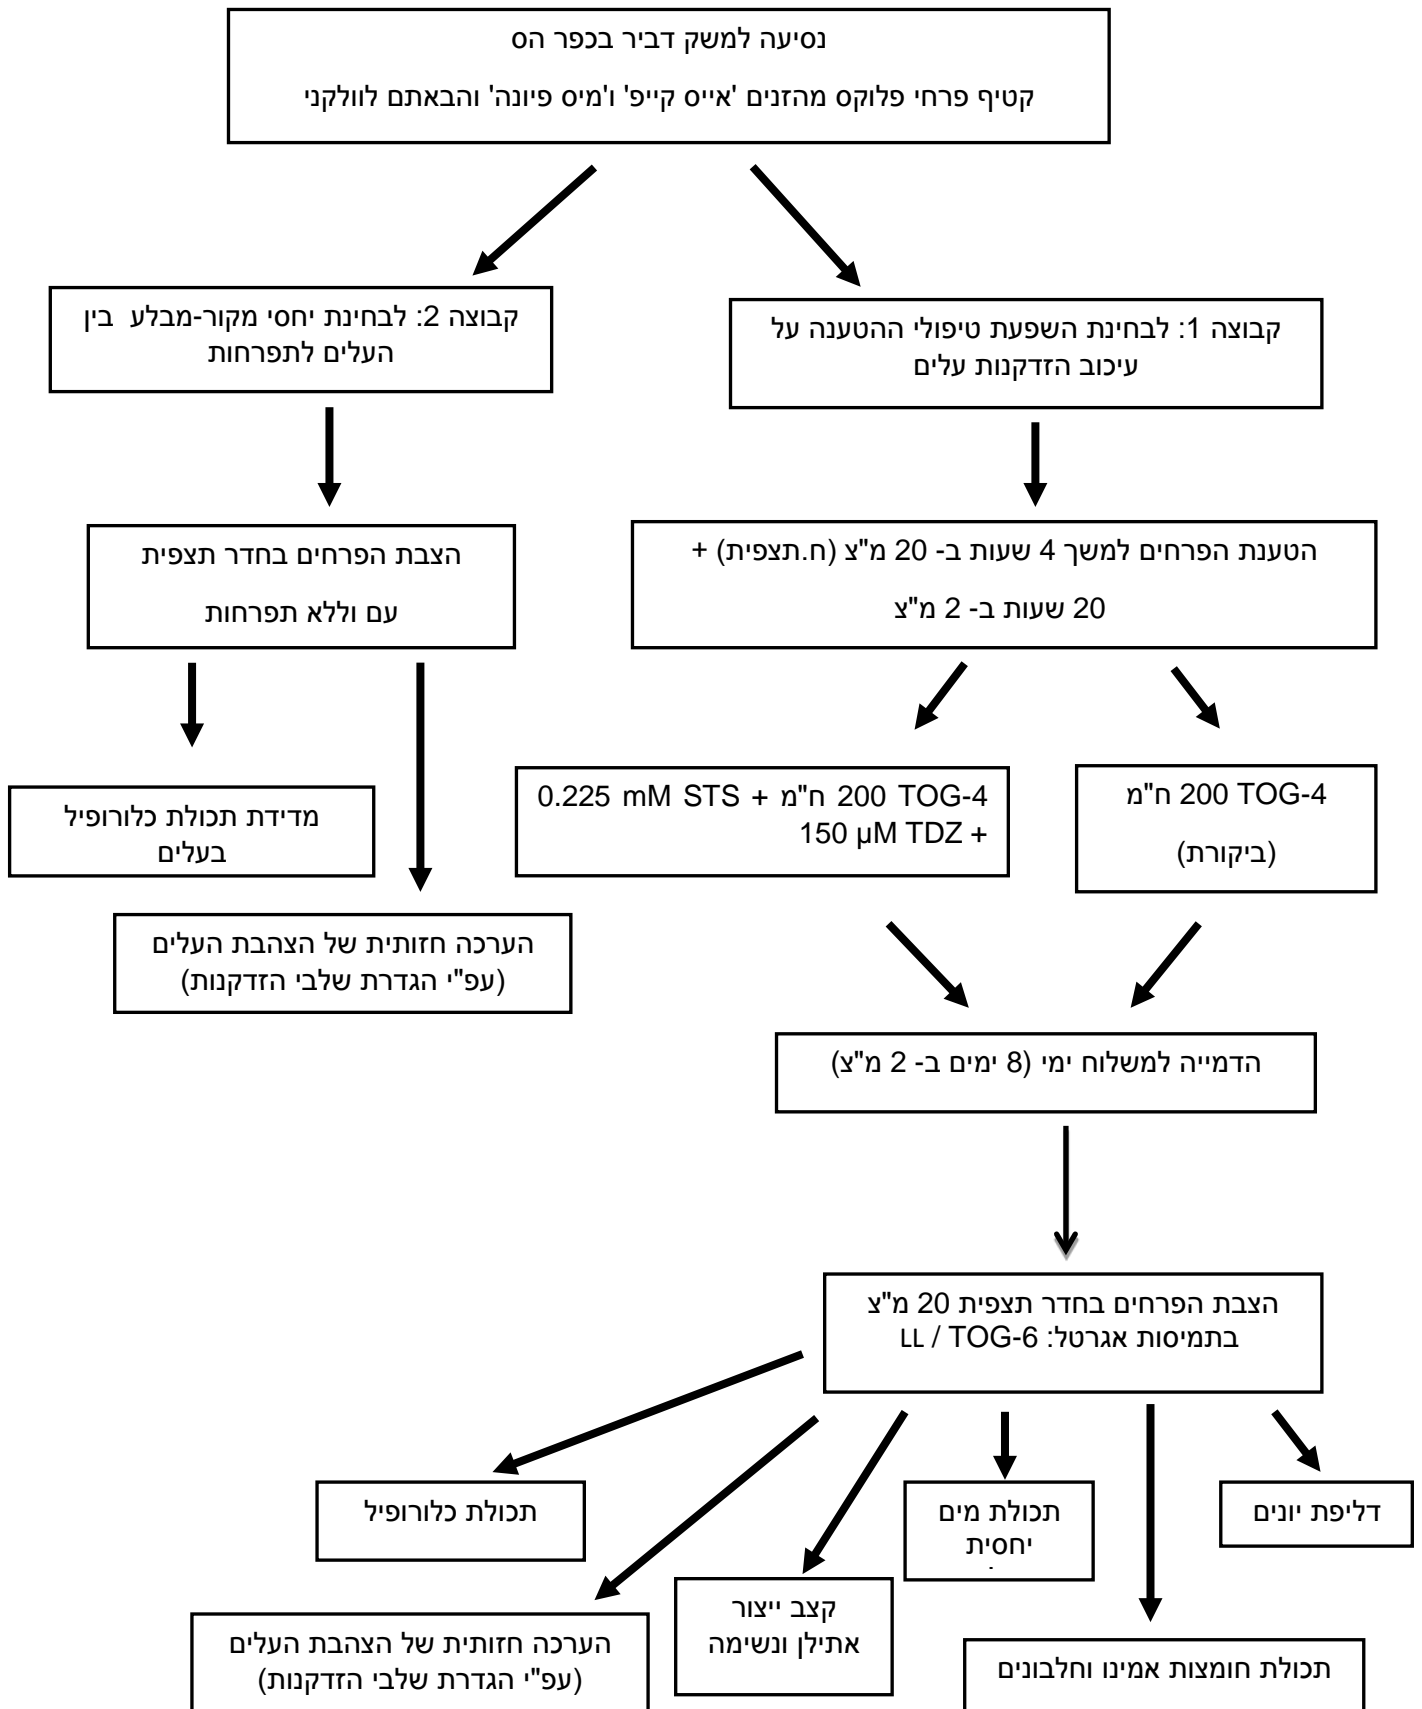 נסיעה למשק דביר בכפר הס
קטיף פרחי פלוקס מהזנים 'אייס קייפ' ו'מיס פיונה' והבאתם לוולקני
קבוצה 1: לבחינת השפעת טיפולי ההטענה על
עיכוב הזדקנות עלים
קבוצה 2: לבחינת יחסי מקור-מבלע בין
העלים לתפרחות
הטענת הפרחים למשך 4 שעות ב- 20 מ"צ (ח.תצפית) +
20 שעות ב- 2 מ"צ
הצבת הפרחים בחדר תצפית
עם וללא תפרחות
200 TOG-4 ח"מ
(ביקורת)
200 TOG-4 ח"מ + 0.225 mM STS
+ 150 µM TDZ
מדידת תכולת כלורופיל
בעלים
הערכה חזותית של הצהבת העלים
(עפ"י הגדרת שלבי הזדקנות)
הדמייה למשלוח ימי (8 ימים ב- 2 מ"צ)
הצבת הפרחים בחדר תצפית 20 מ"צ
בתמיסות אגרטל: LL / TOG-6
דליפת יונים
תכולת מים
יחסית
תכולת כלורופיל
קצב ייצור
אתילן ונשימה
הערכה חזותית של הצהבת העלים
(עפ"י הגדרת שלבי הזדקנות)
תכולת חומצות אמינו וחלבונים